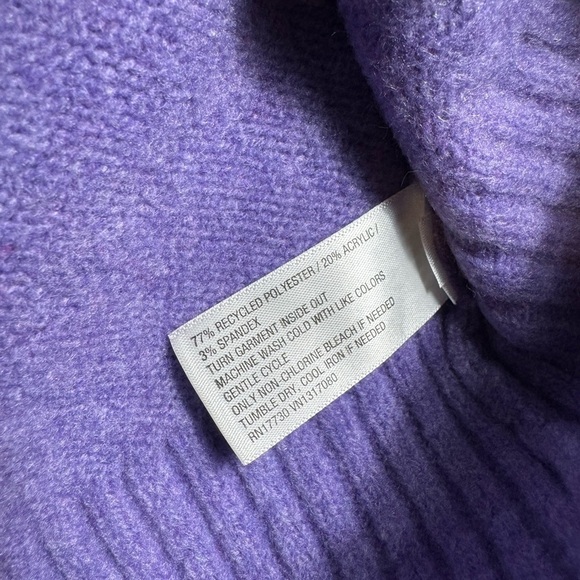 77% RECYCLED POLYESTER / 20% ACRYLIC /
3% SPANDEX
TURN GARMENT INSIDE OUT
MACHINE WASH COLD WITH LIKE COLORS
GENTLE CYCLE
ONLY NON-CHLORINE BLEACH IF NEEDED
TUMBLE DRY, COOL IRON IF NEEDED
RN17730 VN1317080